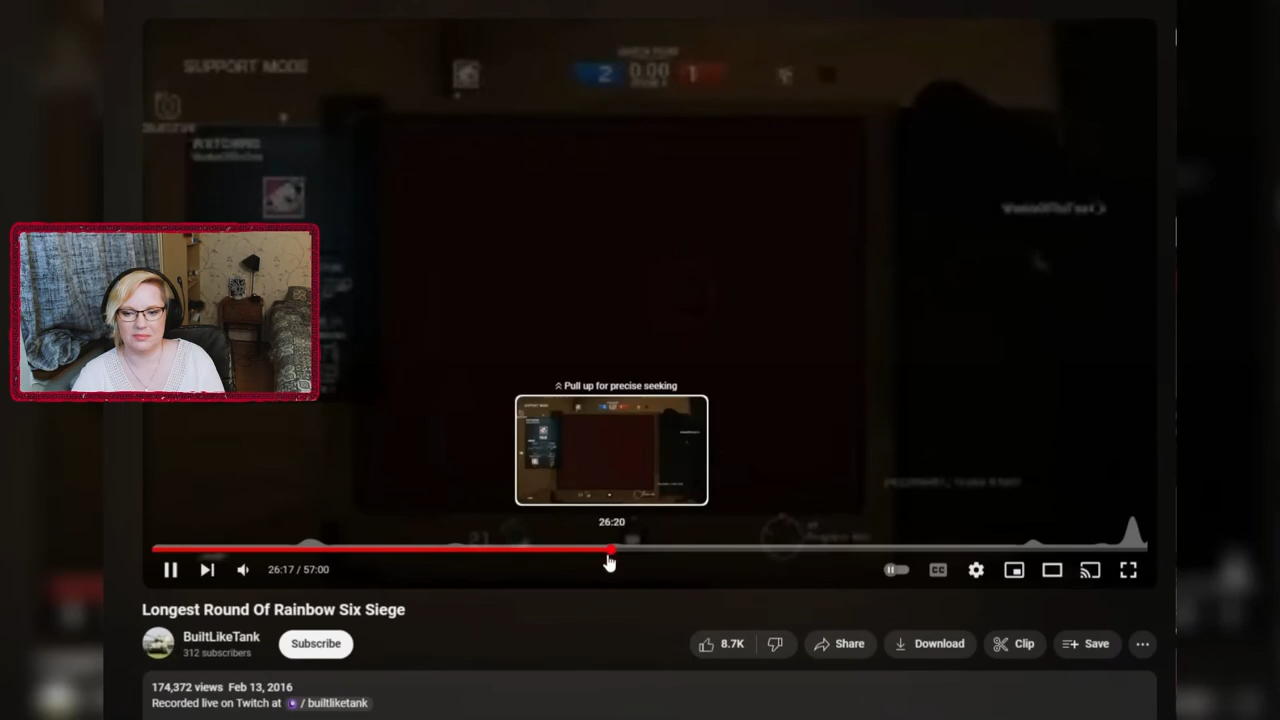 SUPPORT MODE
2 0:00 1
WATCHING
Pull up for precise seeking
26:20
26:17 / 57:00
CC
Longest Round Of Rainbow Six Siege
BuiltLikeTank
312 subscribers
Subscribe
8.7K
Share
Download
Clip
Save
174,372 views Feb 13, 2016
Recorded live on Twitch at / builtliketank